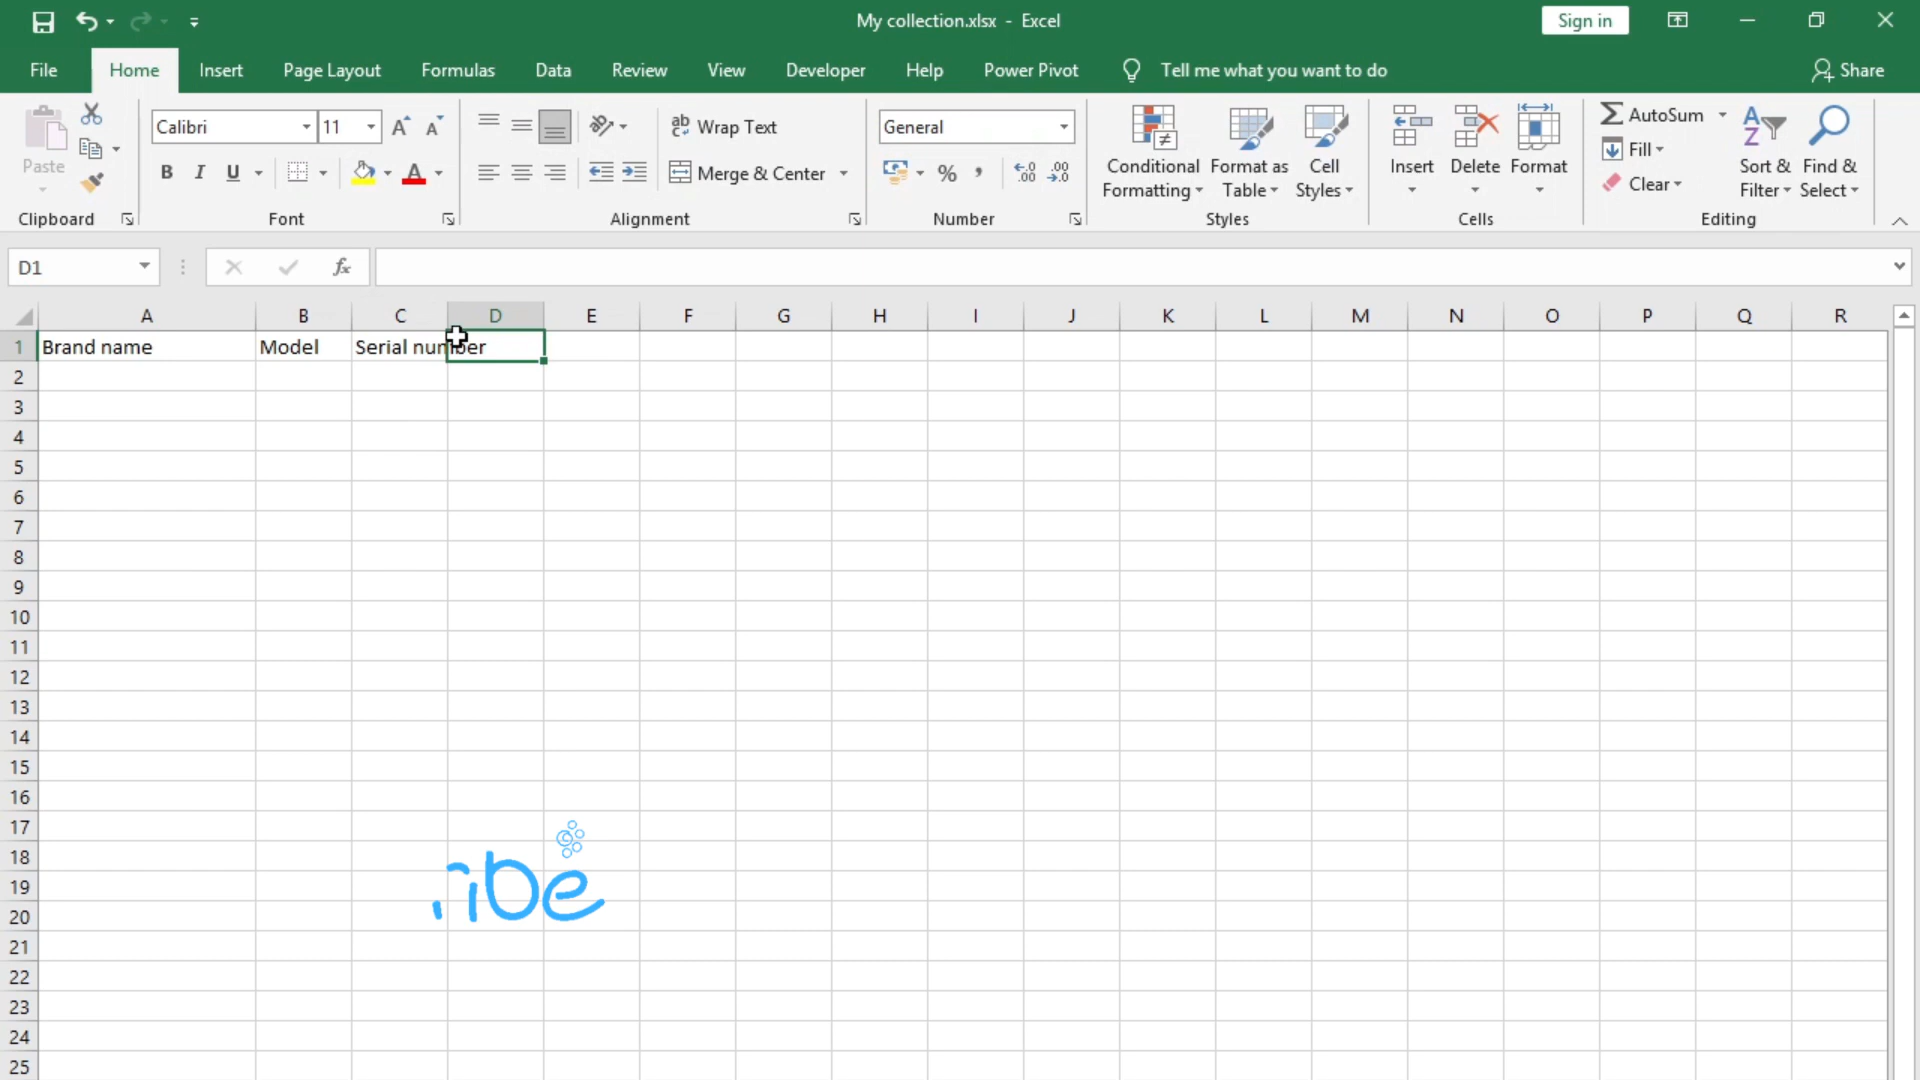 My collection.xlsx - Excel
Sign in
File Home Insert Page Layout Formulas Data Review View Developer Help Power Pivot Tell me what you want to do Share
Paste
Clipboard
Calibri 11
B I U A
Font
ab Wrap Text
Merge & Center
Alignment
General
% ,
Number
Conditional Formatting
Format as Table
Cell Styles
Styles
Insert Delete Format
Cells
AutoSum
Fill
Clear
Sort & Filter
Find & Select
Editing
D1 fx
A B C D E F G H I J K L M N O P Q R
1 Brand name Model Serial number
2
3
4
5
6
7
8
9
10
11
12
13
14
15
16
17
18
19
20
21
22
23
24
25